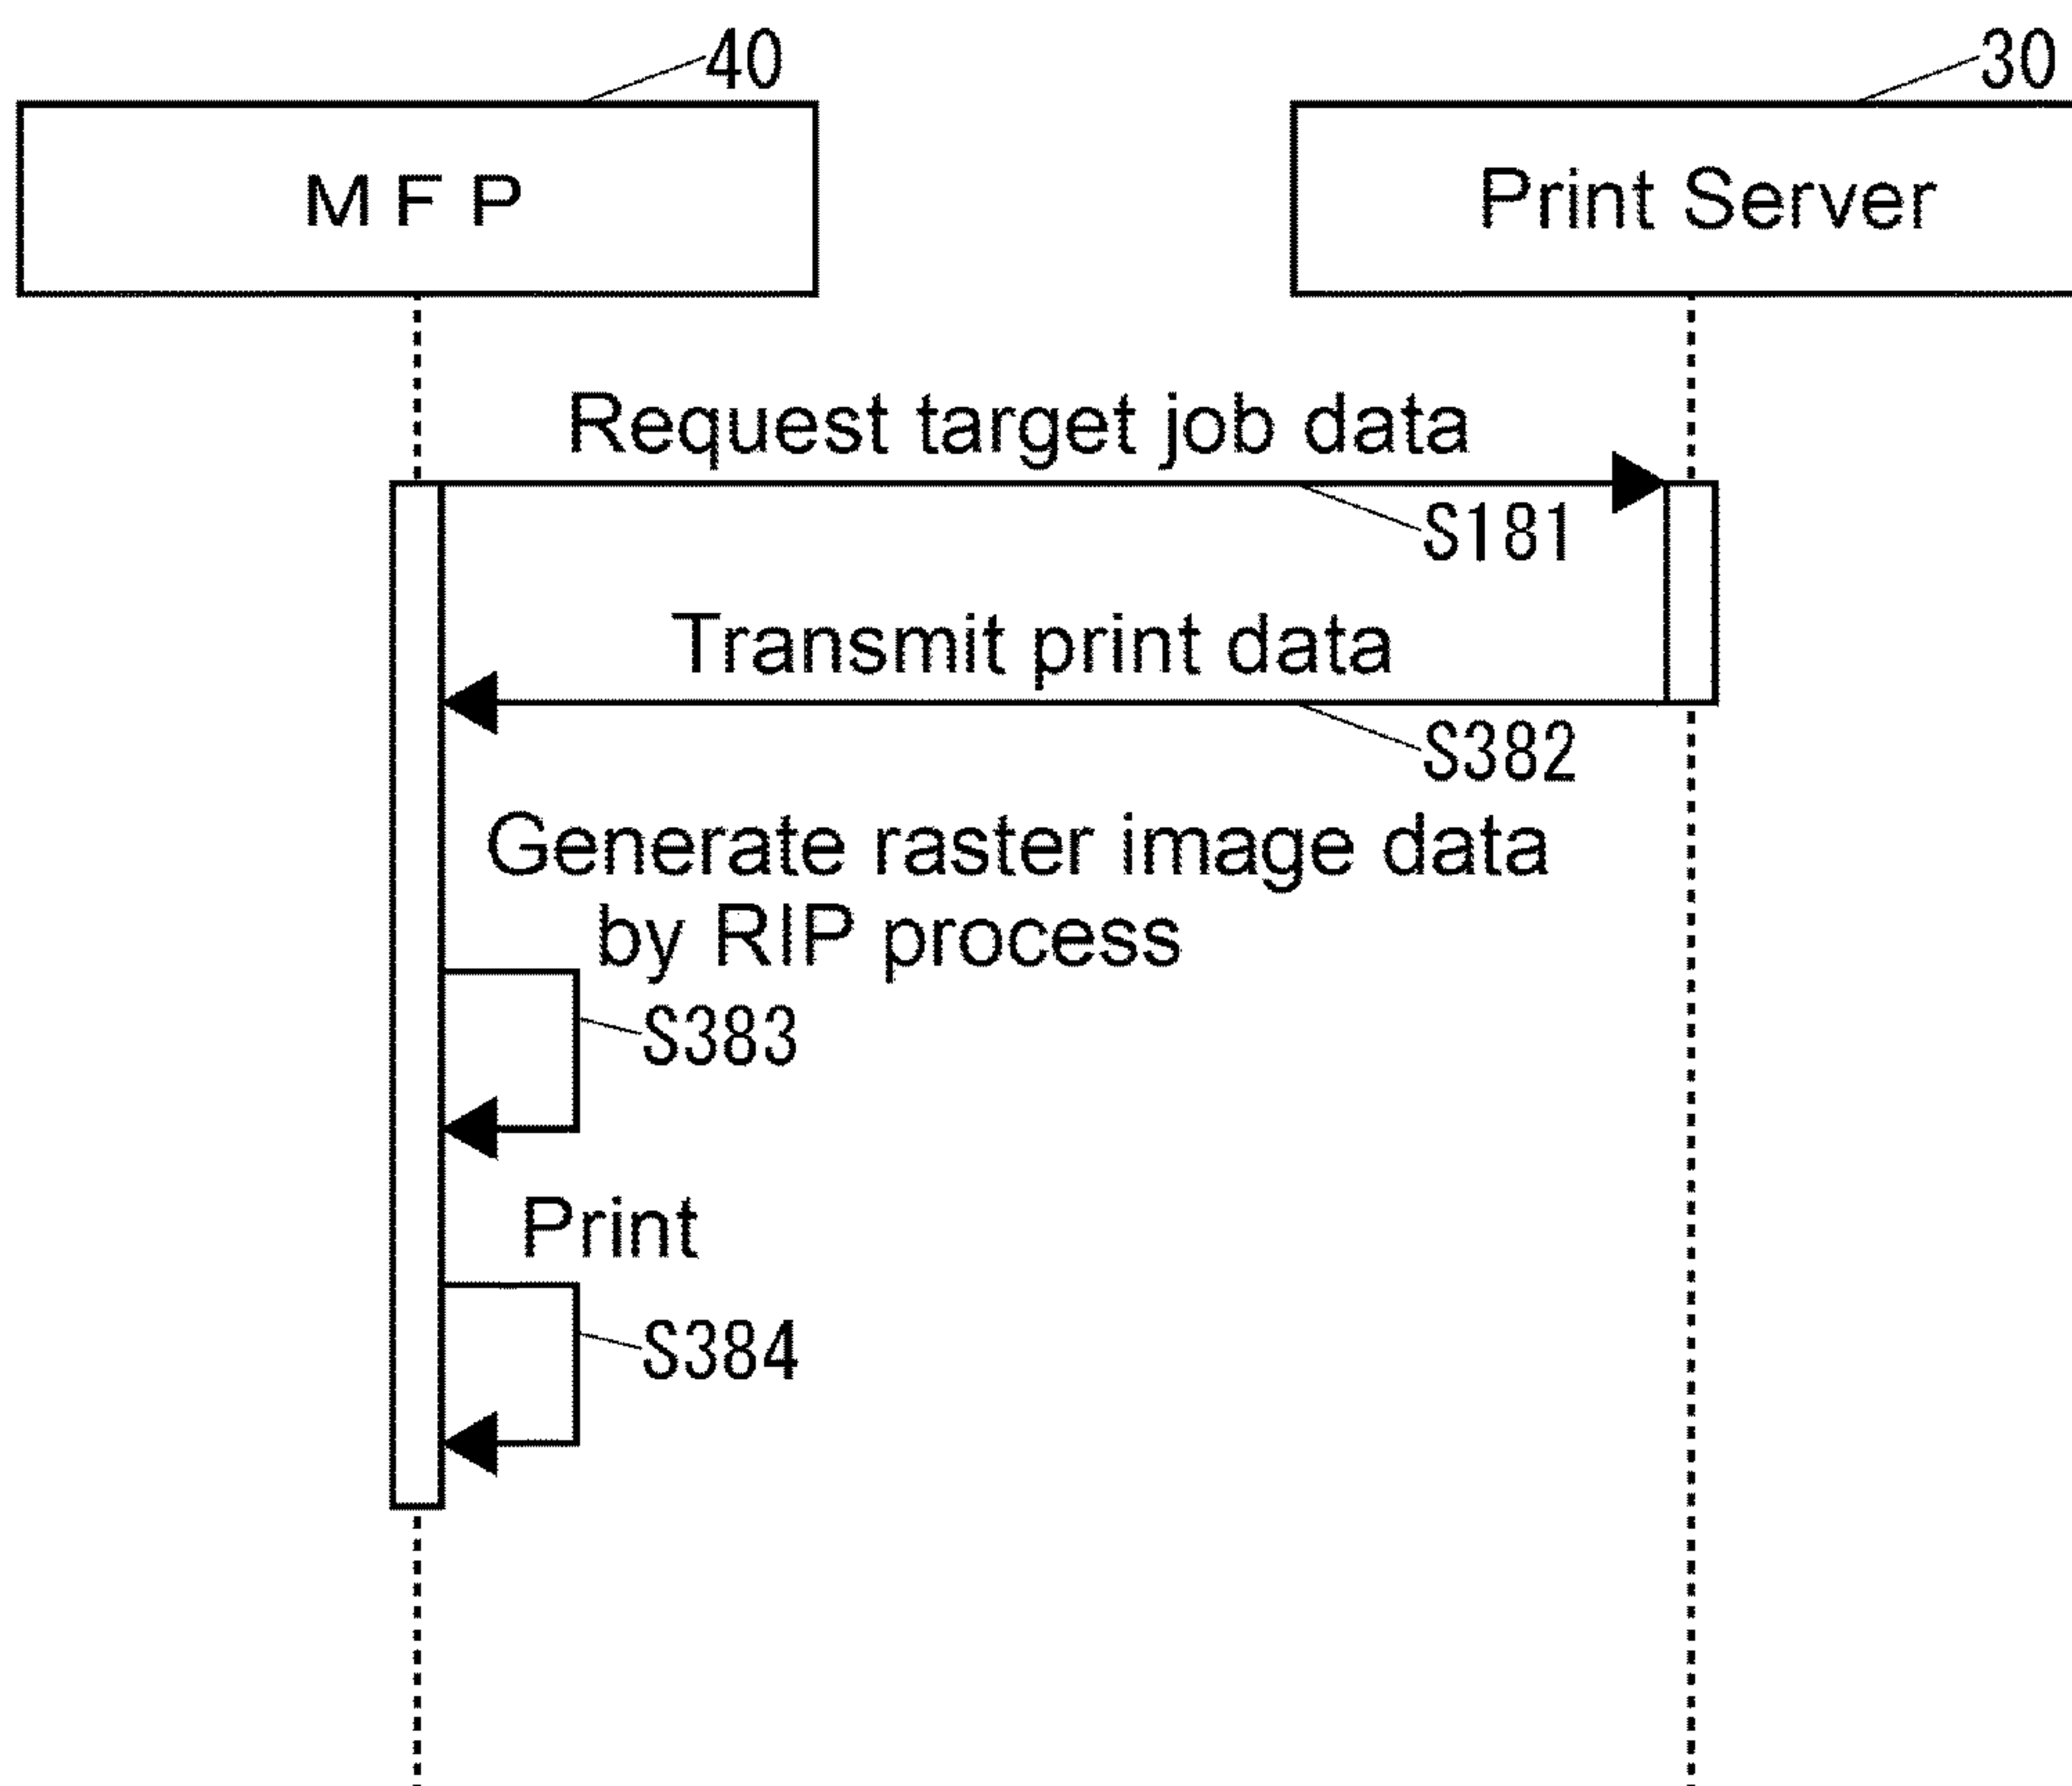 40
30
M F P
Print Server
Request target job data
S181
Transmit print data
S382
Generate raster image data
by RIP process
S383
Print
S384